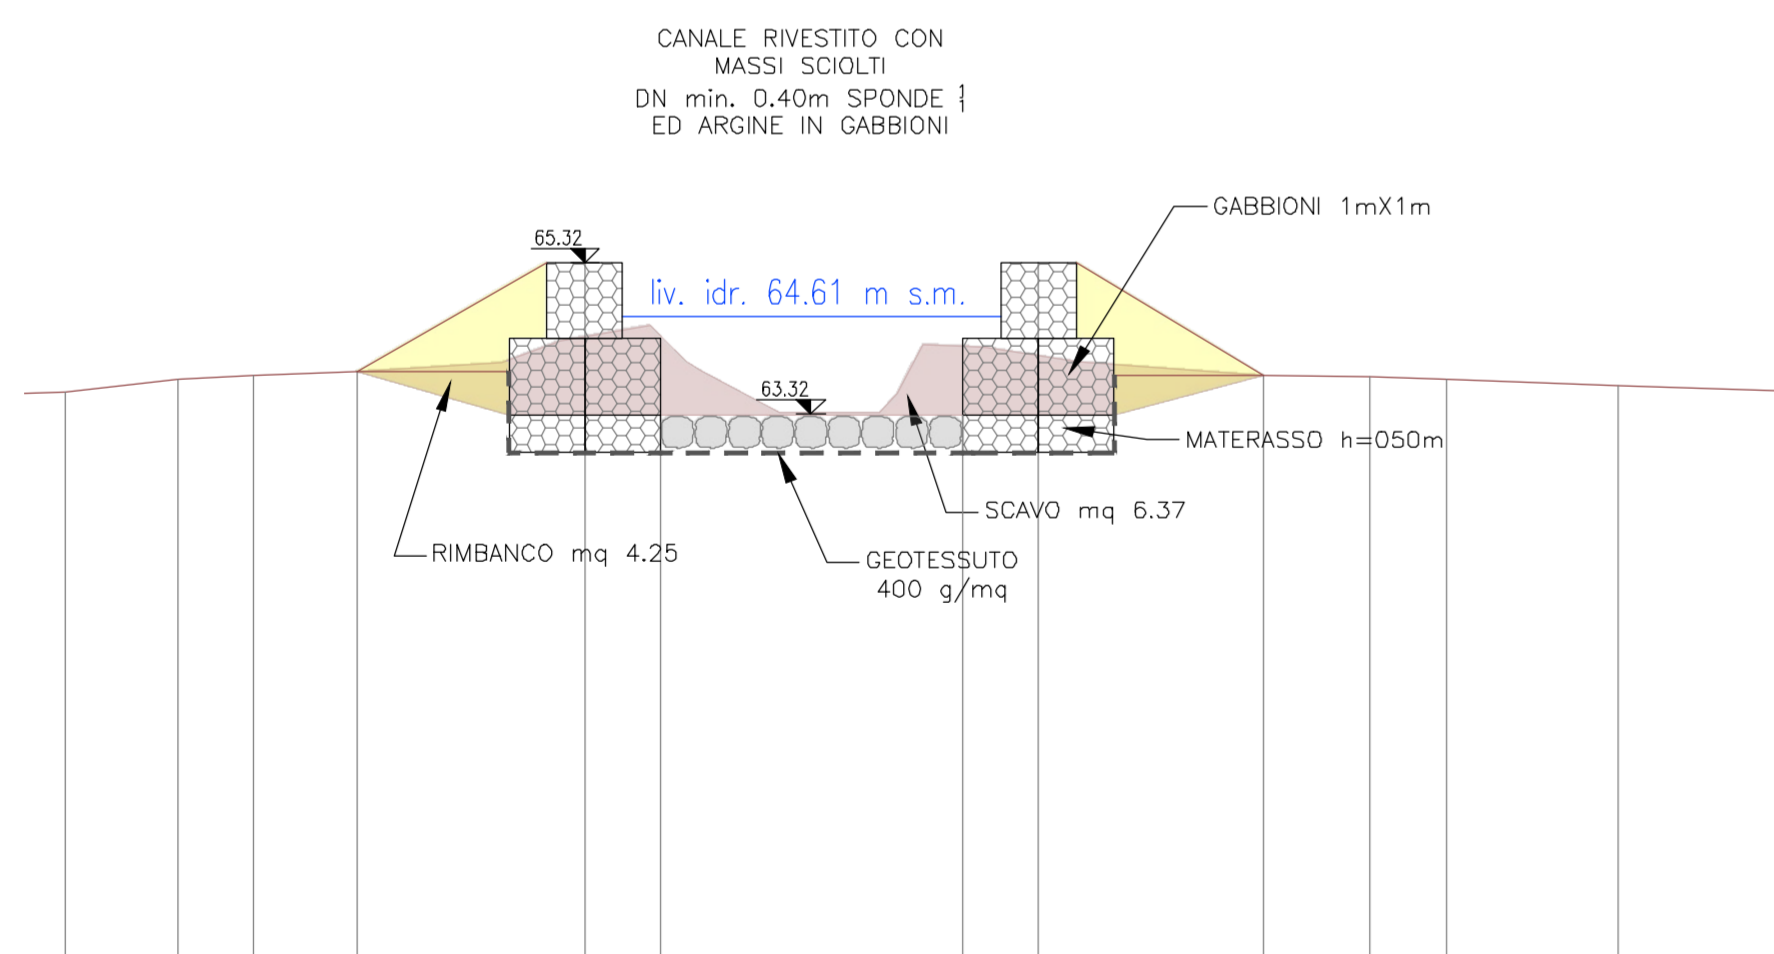 CANALE RIVESTITO CON
MASSI SCIOLTI
DN min. 0.40m SPONDE 1/1
ED ARGINE IN GABBIONI
GABBIONI 1mX1m
65.32
liv. idr. 64.61 m s.m.
63.32
MATERASSO h=050m
SCAVO mq 6.37
RIMBANCO mq 4.25
GEOTESSUTO
400 g/mq